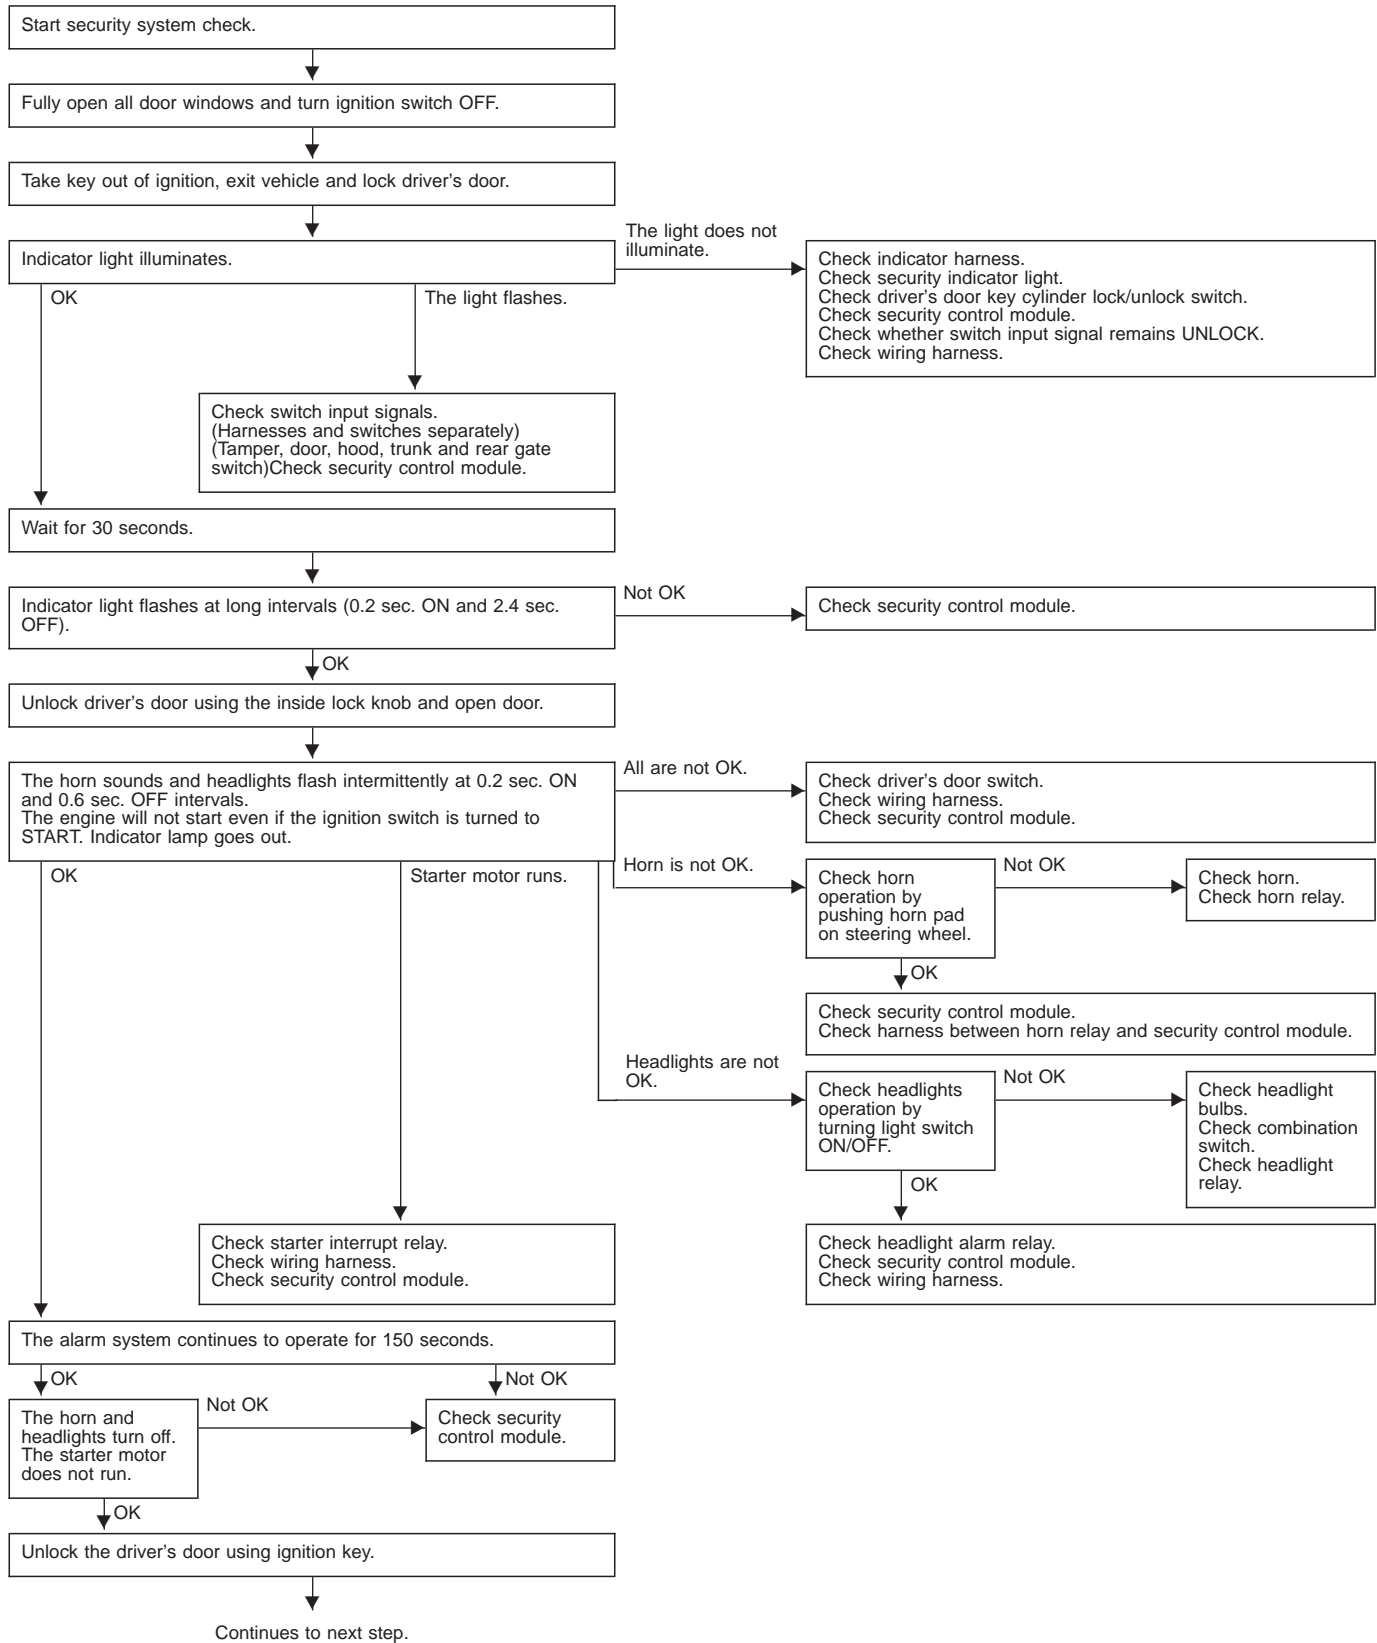 Start security system check.
Fully open all door windows and turn ignition switch OFF.
Take key out of ignition, exit vehicle and lock driver's door.
Indicator light illuminates.
The light does not
illuminate.
Check indicator harness.
Check security indicator light.
Check driver's door key cylinder lock/unlock switch.
Check security control module.
Check whether switch input signal remains UNLOCK.
Check wiring harness.
OK
The light flashes.
Check switch input signals.
(Harnesses and switches separately)
(Tamper, door, hood, trunk and rear gate
switch)Check security control module.
Wait for 30 seconds.
Indicator light flashes at long intervals (0.2 sec. ON and 2.4 sec.
OFF).
Not OK
Check security control module.
OK
Unlock driver's door using the inside lock knob and open door.
The horn sounds and headlights flash intermittently at 0.2 sec. ON
and 0.6 sec. OFF intervals.
The engine will not start even if the ignition switch is turned to
START. Indicator lamp goes out.
All are not OK.
Check driver's door switch.
Check wiring harness.
Check security control module.
OK
Starter motor runs.
Horn is not OK.
Check horn
operation by
pushing horn pad
on steering wheel.
Not OK
Check horn.
Check horn relay.
OK
Check security control module.
Check harness between horn relay and security control module.
Headlights are not
OK.
Check headlights
operation by
turning light switch
ON/OFF.
Not OK
Check headlight
bulbs.
Check combination
switch.
Check headlight
relay.
OK
Check starter interrupt relay.
Check wiring harness.
Check security control module.
Check headlight alarm relay.
Check security control module.
Check wiring harness.
The alarm system continues to operate for 150 seconds.
OK
Not OK
The horn and
headlights turn off.
The starter motor
does not run.
Not OK
Check security
control module.
OK
Unlock the driver's door using ignition key.
Continues to next step.